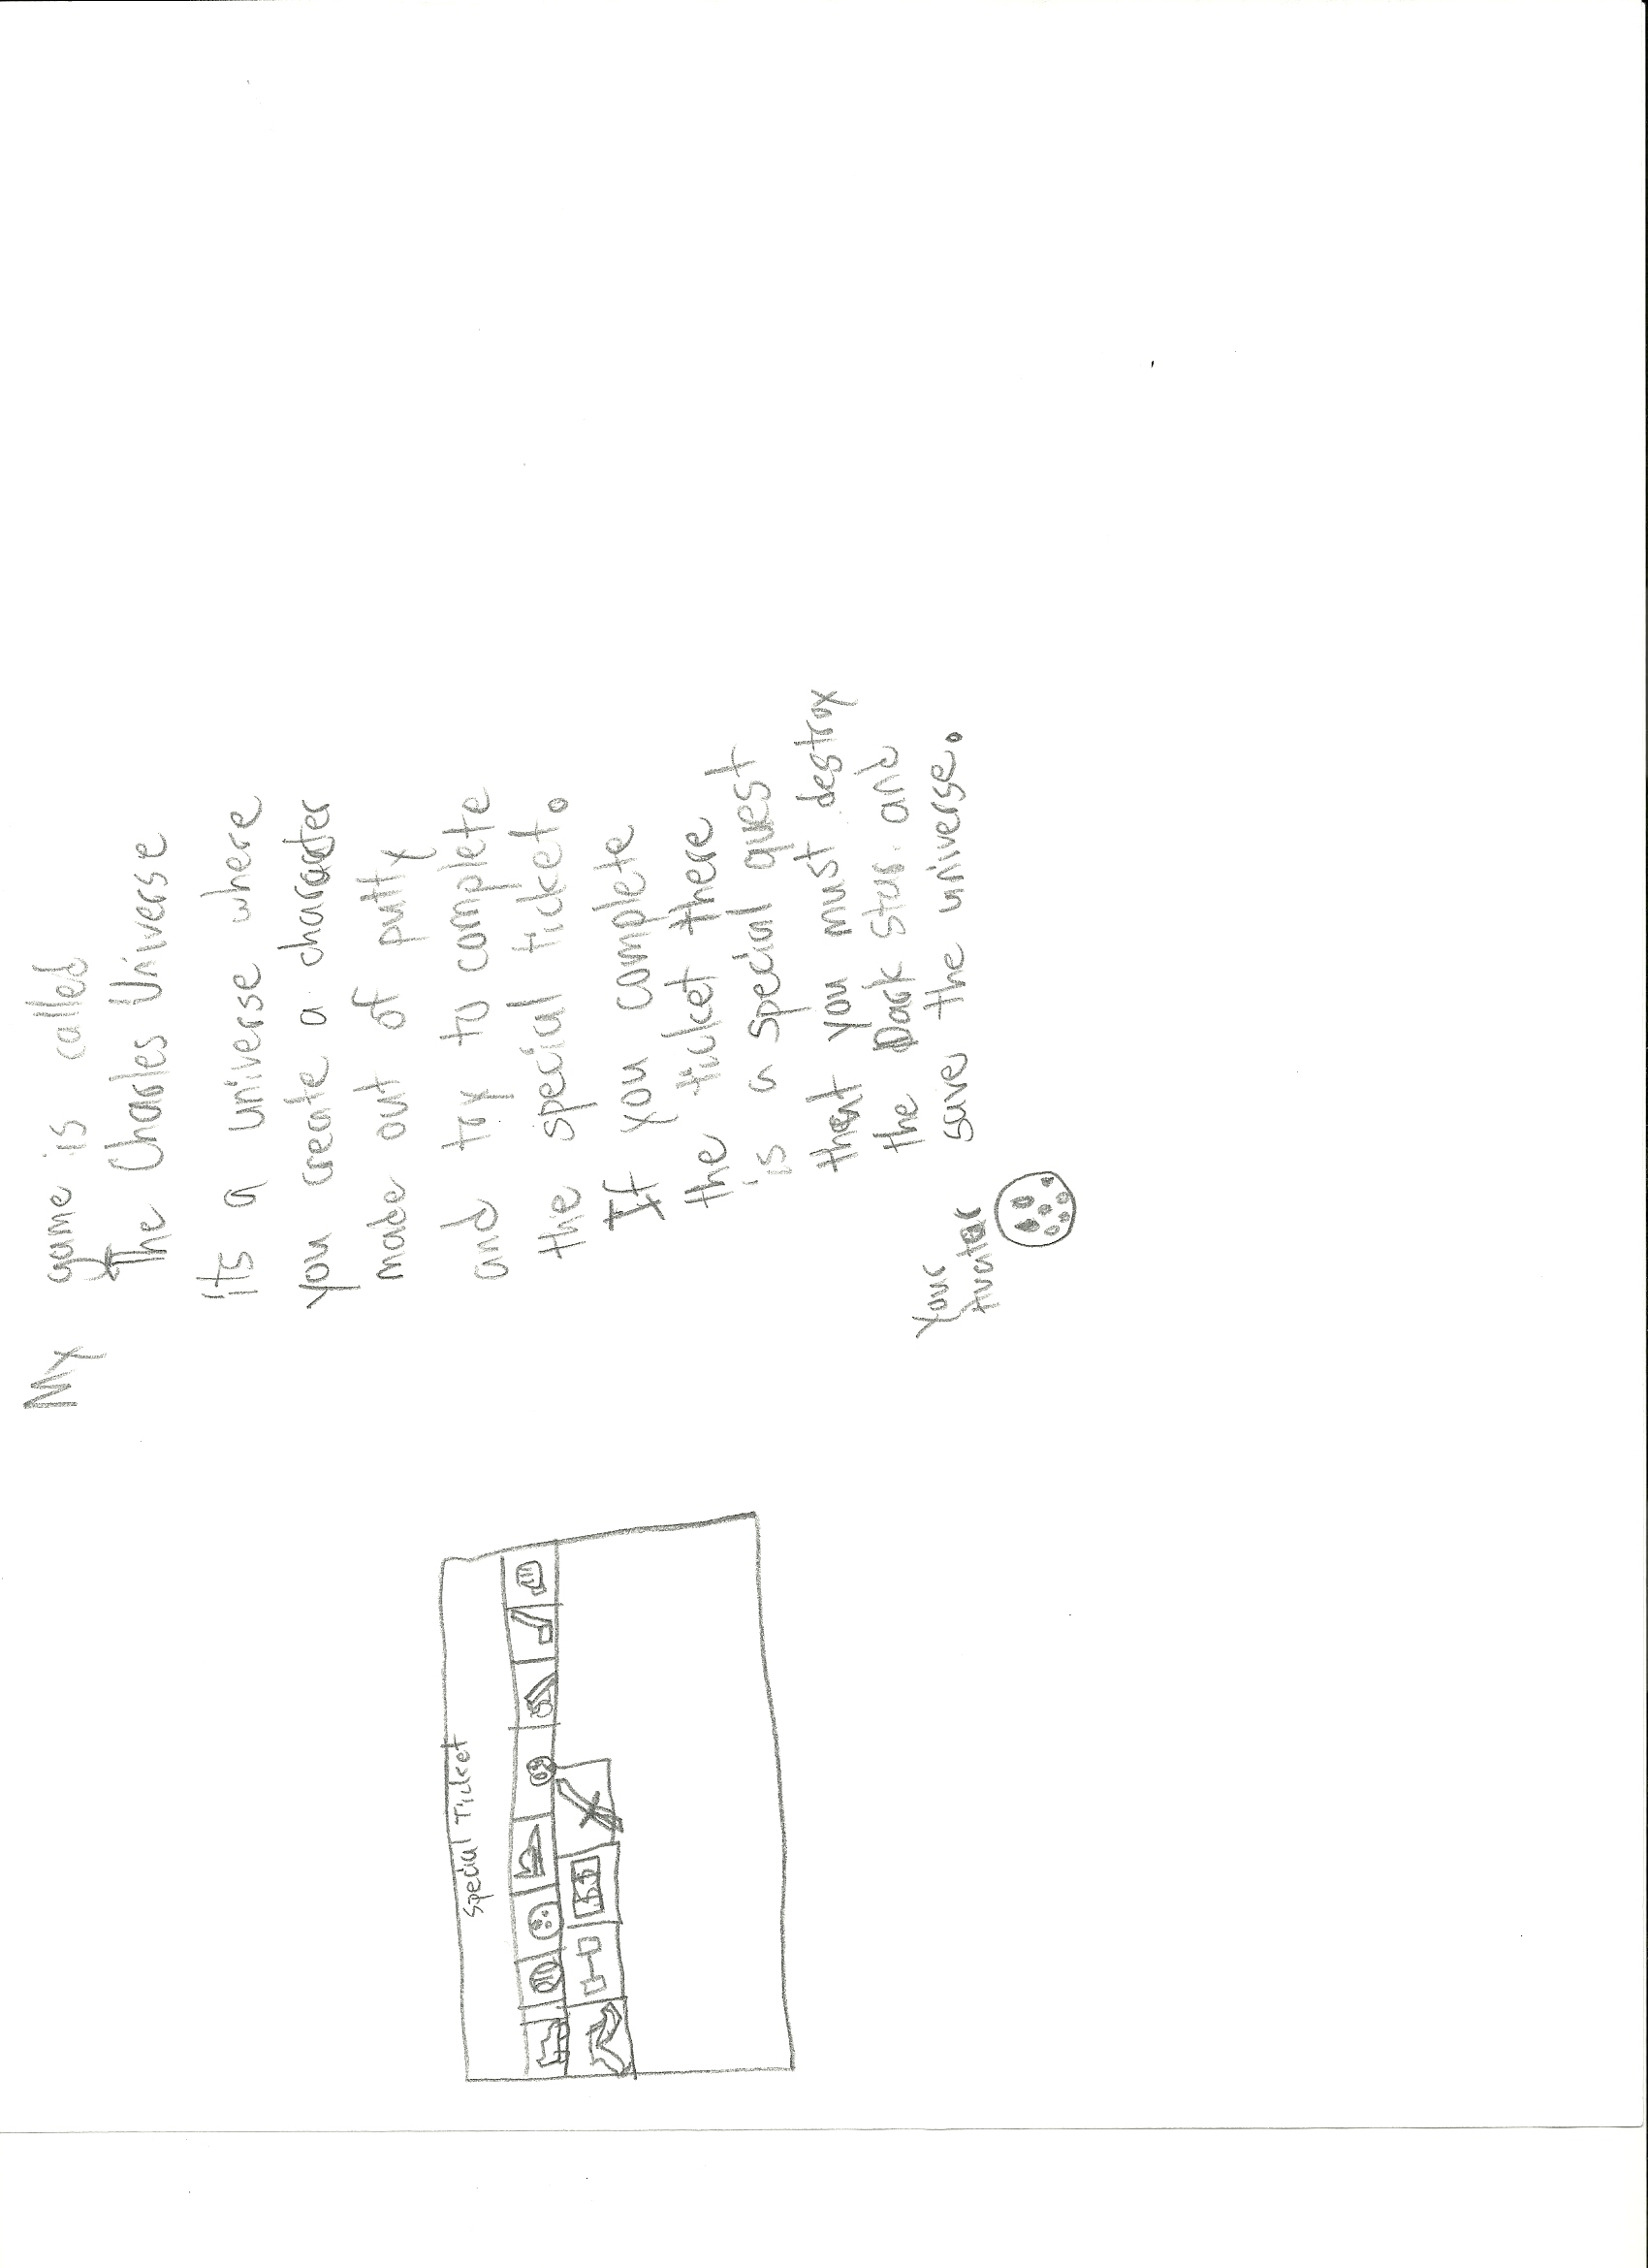 My game is called
The Charles Universe
its a universe where
you create a character
made out of putty
and try to complete
the special ticket.
If you complete
the ticket there
is a special quest
that you must destroy
the Dark Star. and
save the universe.
Your
Avatar
Special Ticket